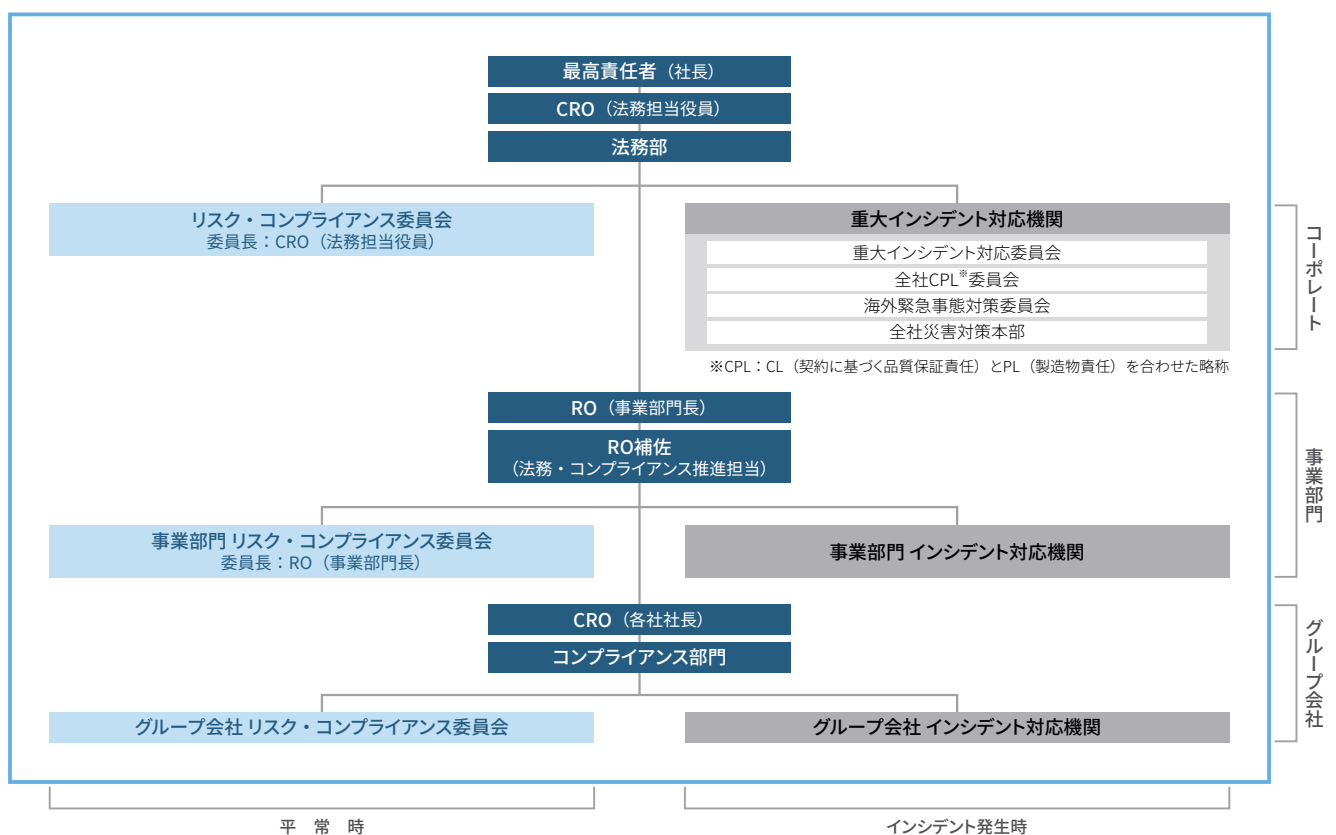 最高責任者（社長）
CRO（法務担当役員）
法務部
リスク・コンプライアンス委員会
委員長：CRO（法務担当役員）
重大インシデント対応機関
重大インシデント対応委員会
全社CPL※委員会
海外緊急事態対策委員会
全社災害対策本部
※CPL：CL（契約に基づく品質保証責任）とPL（製造物責任）を合わせた略称
コーポレート
RO（事業部門長）
RO補佐
（法務・コンプライアンス推進担当）
事業部門 リスク・コンプライアンス委員会
委員長：RO（事業部門長）
事業部門 インシデント対応機関
事業部門
CRO（各社社長）
コンプライアンス部門
グループ会社 リスク・コンプライアンス委員会
グループ会社 インシデント対応機関
グループ会社
平 常 時
インシデント発生時